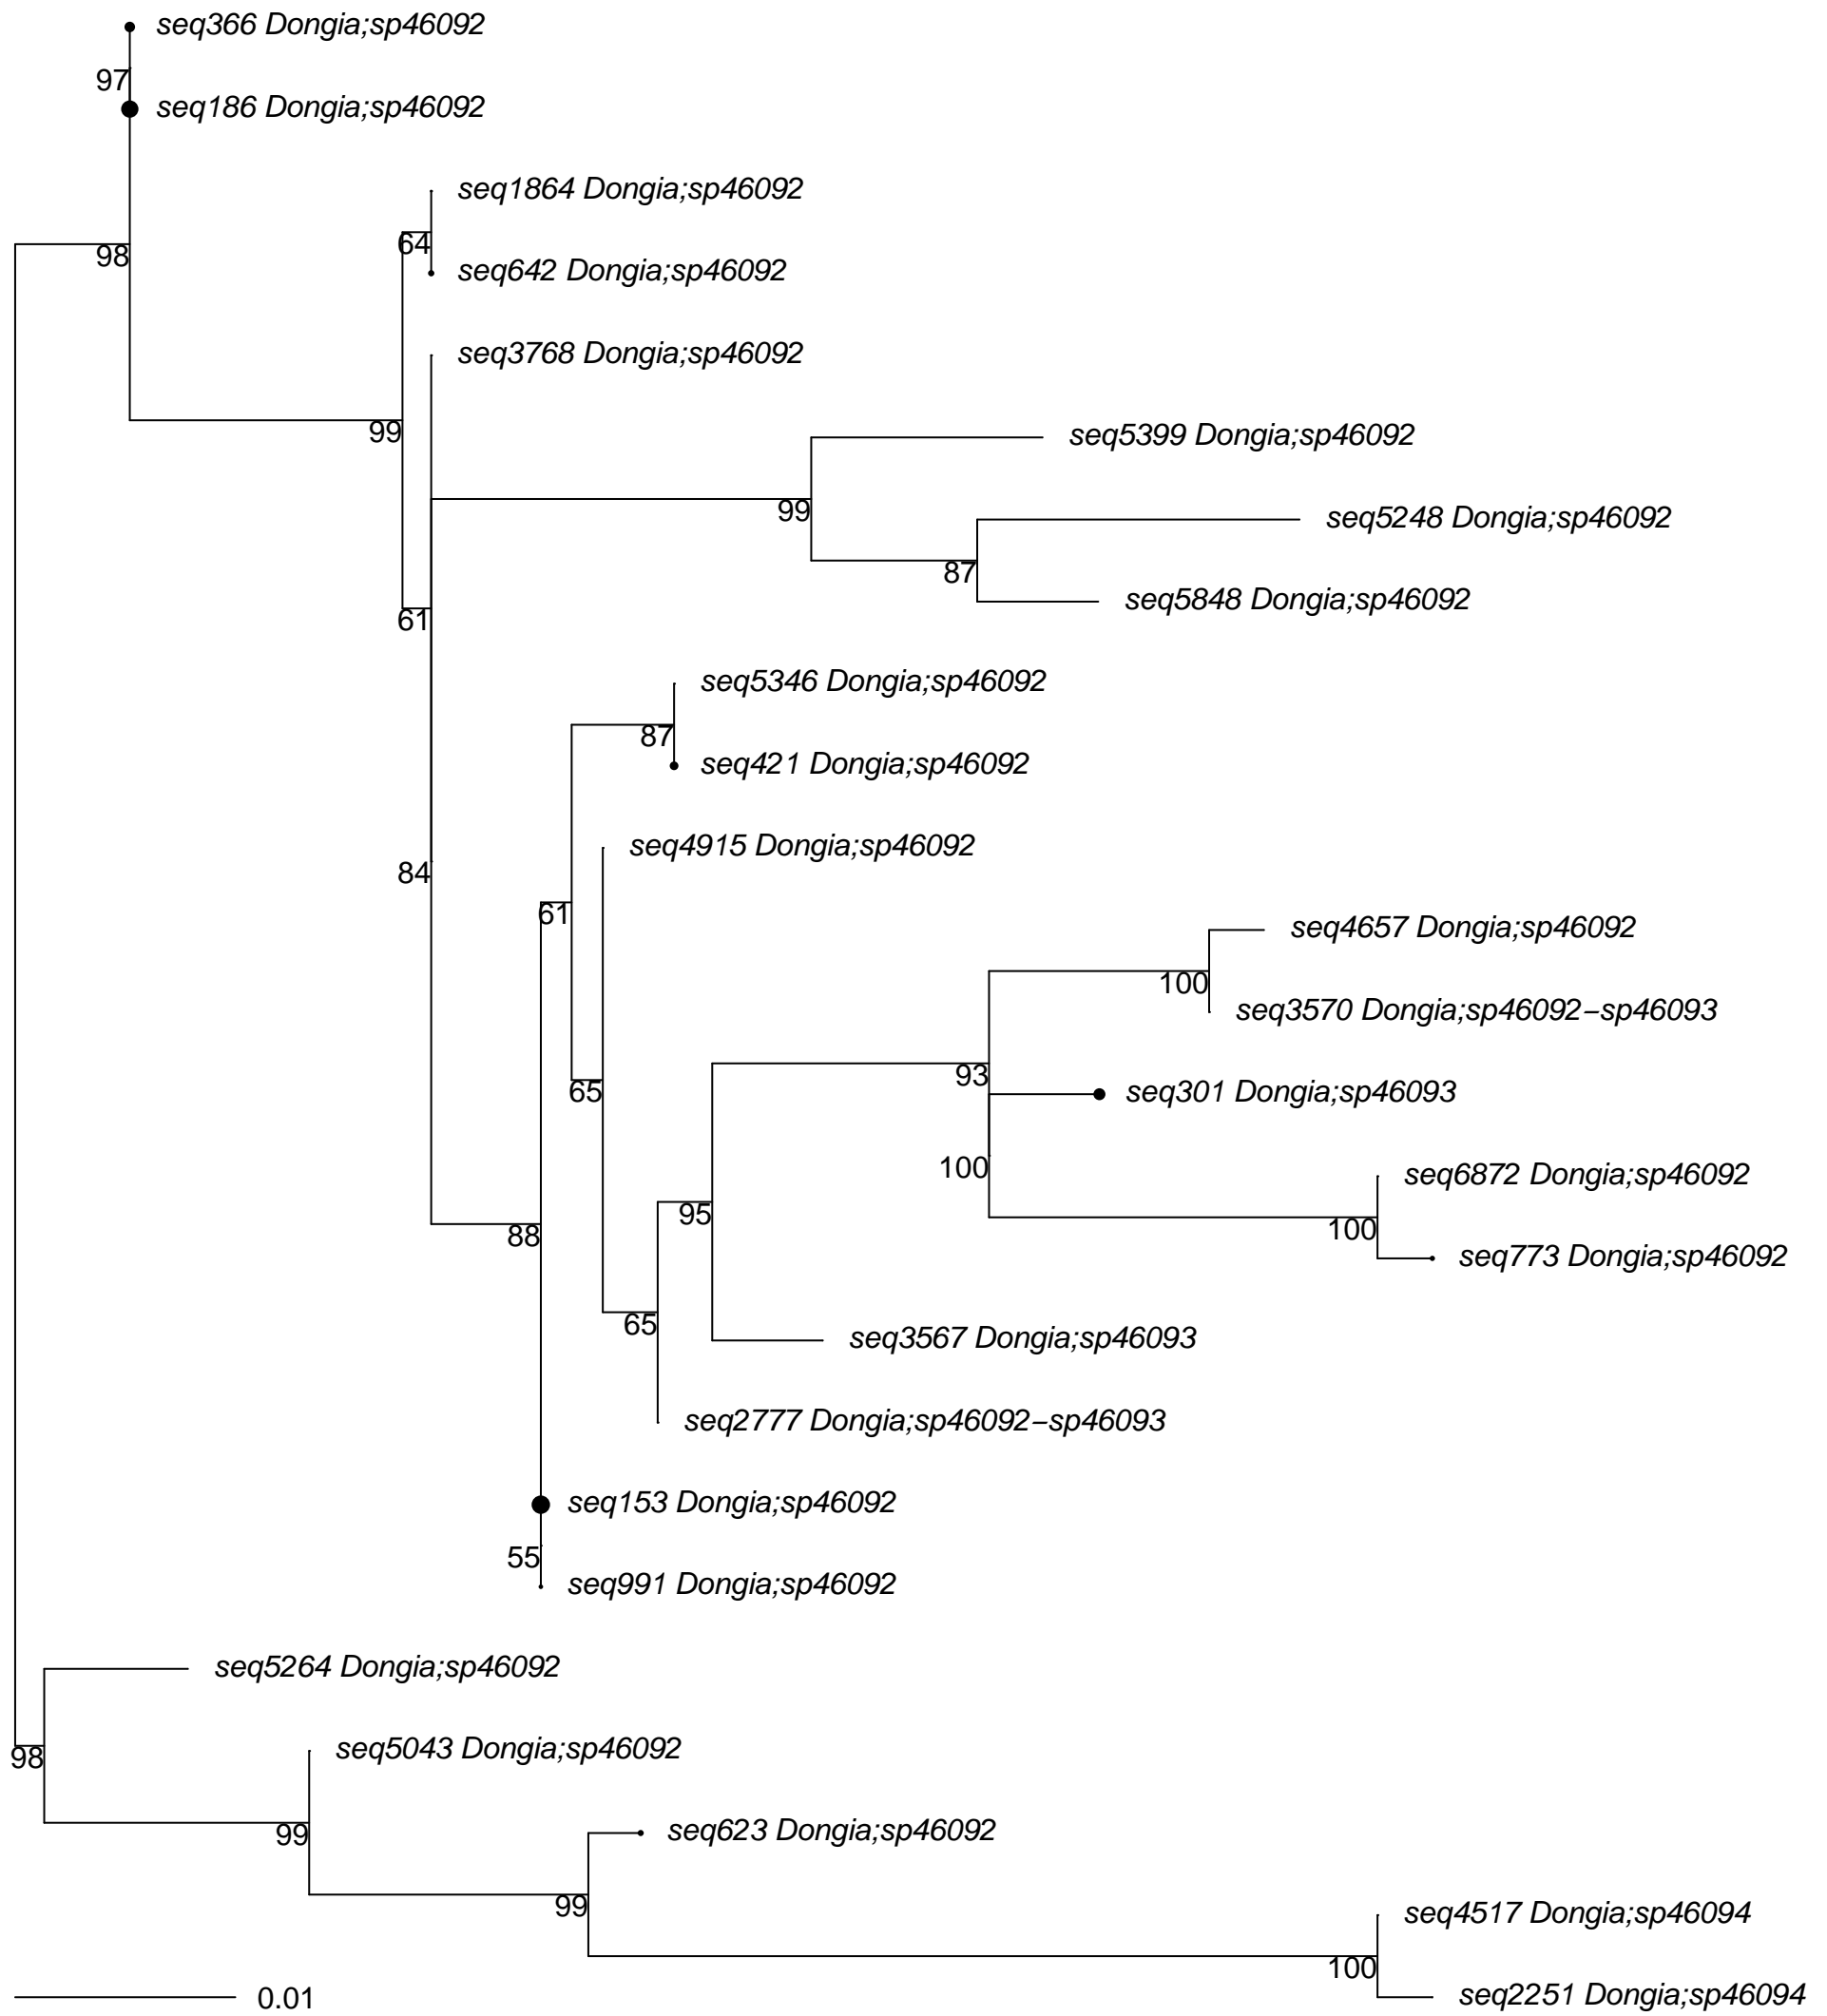 seq366 Dongia;sp46092
97
seq186 Dongia;sp46092
seq1864 Dongia;sp46092
64
98
seq642 Dongia;sp46092
seq3768 Dongia;sp46092
99
seq5399 Dongia;sp46092
99
seq5248 Dongia;sp46092
87
seq5848 Dongia;sp46092
61
seq5346 Dongia;sp46092
87
seq421 Dongia;sp46092
seq4915 Dongia;sp46092
84
61
seq4657 Dongia;sp46092
100
seq3570 Dongia;sp46092−sp46093
93
seq301 Dongia;sp46093
65
100
seq6872 Dongia;sp46092
95
100
88
seq773 Dongia;sp46092
65
seq3567 Dongia;sp46093
seq2777 Dongia;sp46092−sp46093
seq153 Dongia;sp46092
55
seq991 Dongia;sp46092
seq5264 Dongia;sp46092
98
seq5043 Dongia;sp46092
99
seq623 Dongia;sp46092
99
seq4517 Dongia;sp46094
100
seq2251 Dongia;sp46094
0.01